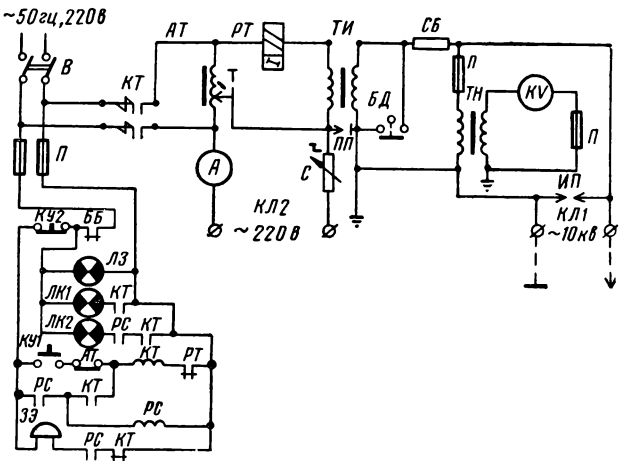 ~50гц,220в
В
КТ
АТ
РТ
Т
ТИ
СБ
П
БД
ПП
ТН
KV
П
П
А
С
КЛ2
~220в
ИП
КЛ1
~10кв
КУ2
ББ
ЛЗ
ЛК1
КТ
ЛК2
РС
КТ
КУ1
АТ
КТ
РТ
РС
КТ
РС
ЗЭ
РС
КТ